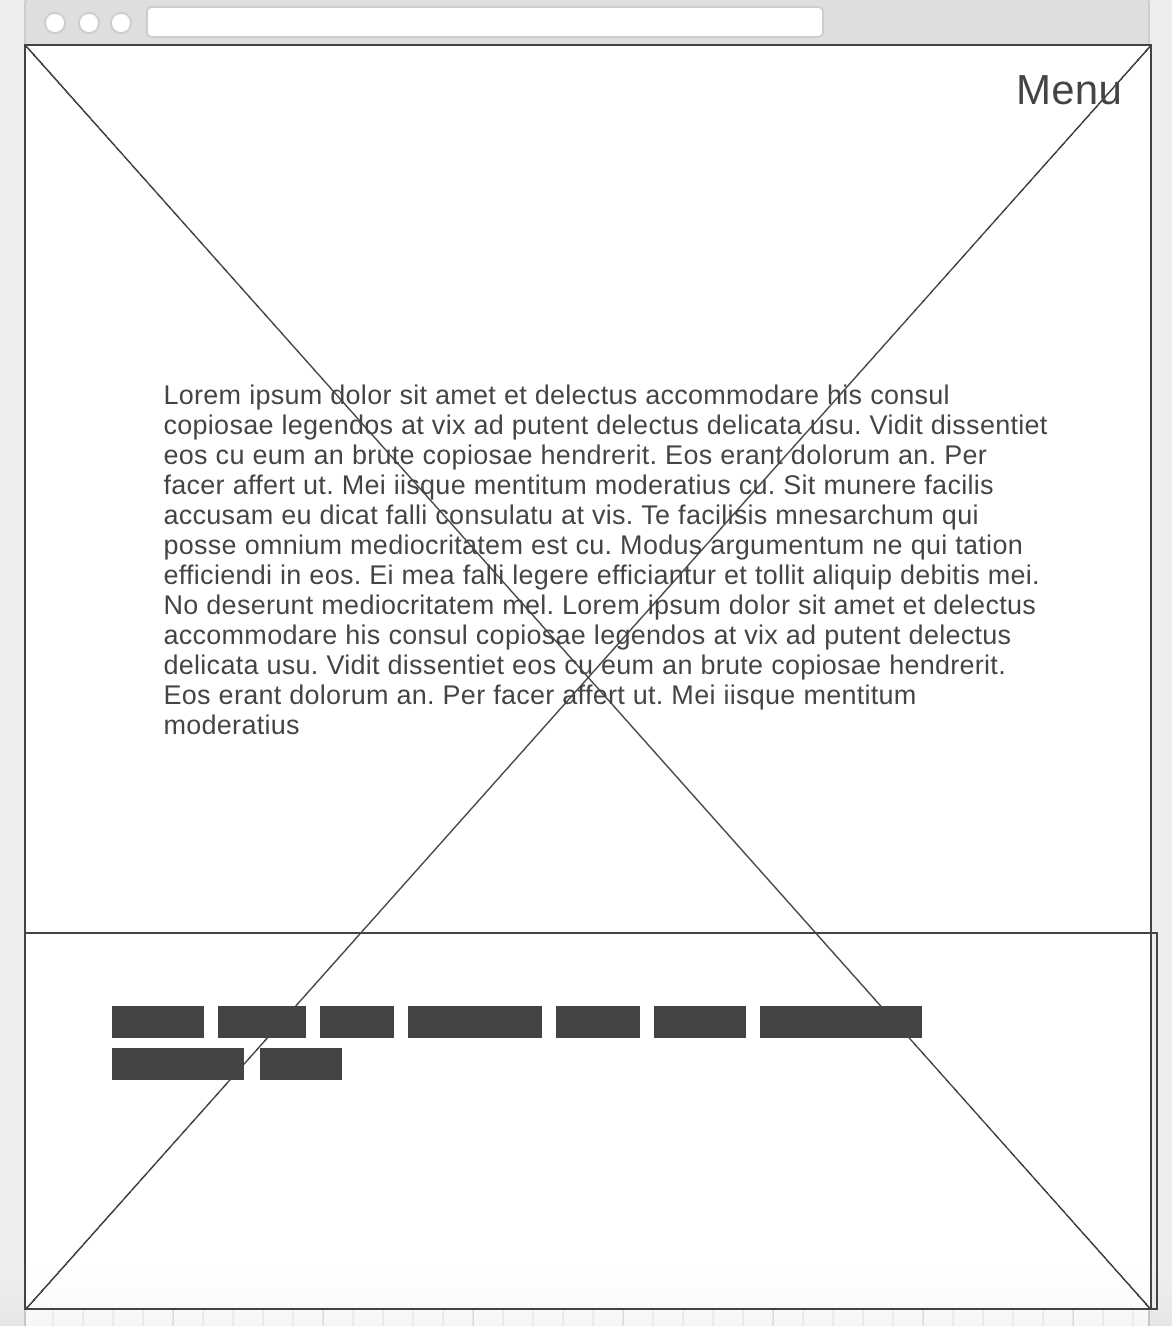 Menu
Lorem ipsum dolor sit amet et delectus accommodare his consul
copiosae legendos at vix ad putent delectus delicata usu. Vidit dissentiet
eos cu eum an brute copiosae hendrerit. Eos erant dolorum an. Per
facer affert ut. Mei iisque mentitum moderatius cu. Sit munere facilis
accusam eu dicat falli consulatu at vis. Te facilisis mnesarchum qui
posse omnium mediocritatem est cu. Modus argumentum ne qui tation
efficiendi in eos. Ei mea falli legere efficiantur et tollit aliquip debitis mei.
No deserunt mediocritatem mel. Lorem ipsum dolor sit amet et delectus
accommodare his consul copiosae legendos at vix ad putent delectus
delicata usu. Vidit dissentiet eos cu eum an brute copiosae hendrerit.
Eos erant dolorum an. Per facer affert ut. Mei iisque mentitum
moderatius